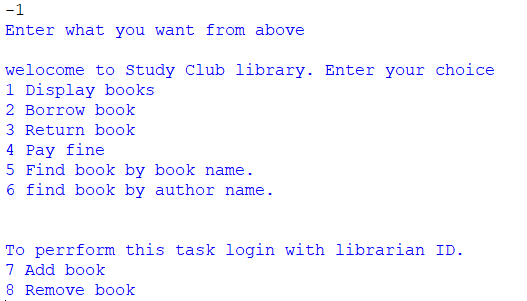 -1
Enter what you want from above
welocome to Study Club library. Enter your choice
1 Display books
2 Borrow book
3 Return book
4 Pay fine
5 Find book by book name.
6 find book by author name.
To perrform this task login with librarian ID.
7 Add book
8 Remove book